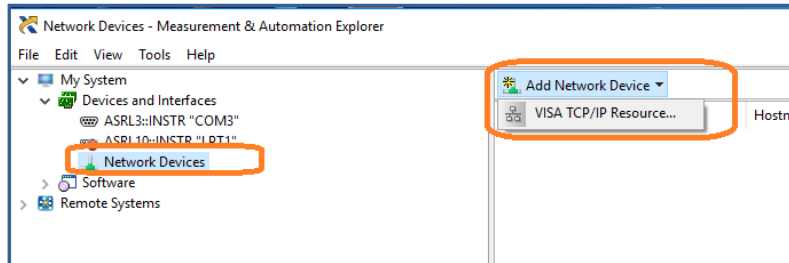 Network Devices - Measurement & Automation Explorer
File Edit View Tools Help
My System
Devices and Interfaces
ASRL3::INSTR "COM3"
ASRL10::INSTR "LPT1"
Network Devices
Software
Remote Systems
Add Network Device
VISA TCP/IP Resource...
Hostn